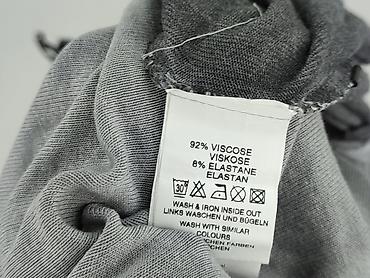 92% VISCOSE
VISKOSE
8% ELASTANE
ELASTAN
30
WASH & IRON INSIDE OUT
LINKS WASCHEN UND BÜGELN
WASH WITH SIMILAR
COLOURS
FARBEN